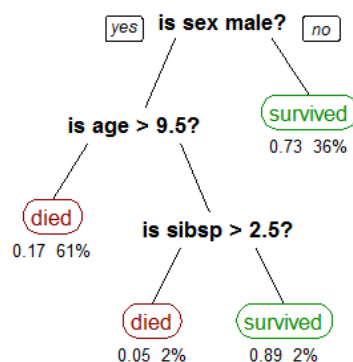 yes is sex male? no
is age > 9.5?
survived
0.73 36%
died
0.17 61%
is sibsp > 2.5?
died survived
0.05 2% 0.89 2%